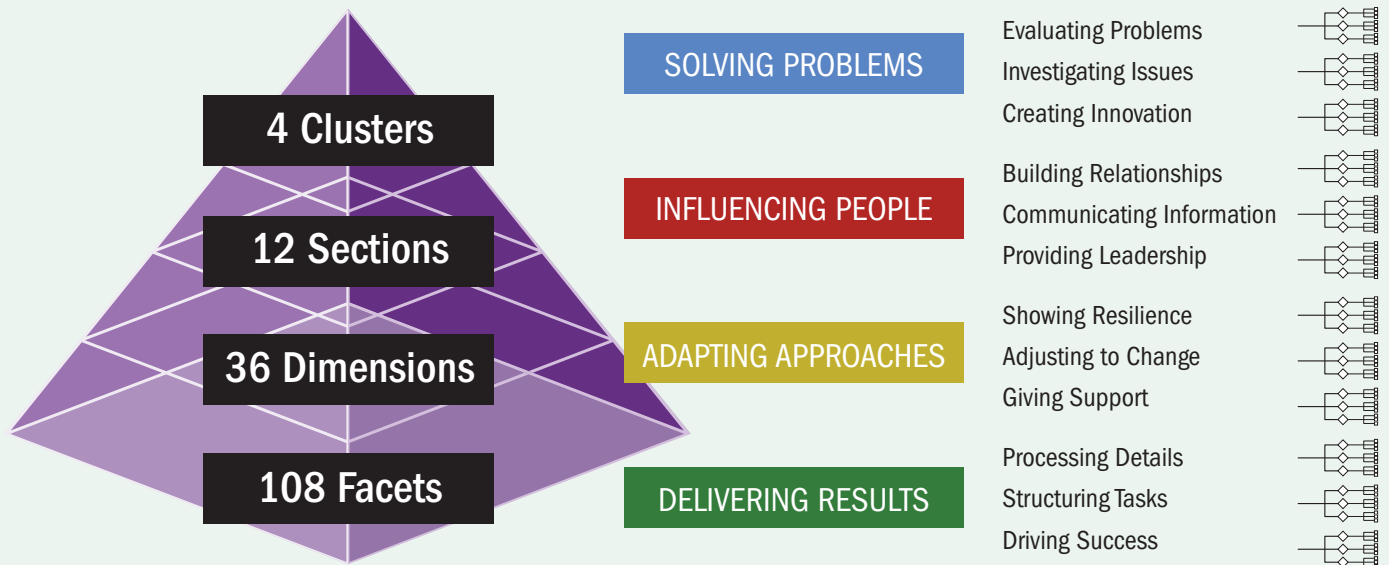 4 Clusters
12 Sections
36 Dimensions
108 Facets
SOLVING PROBLEMS
Evaluating Problems
Investigating Issues
Creating Innovation
INFLUENCING PEOPLE
Building Relationships
Communicating Information
Providing Leadership
ADAPTING APPROACHES
Showing Resilience
Adjusting to Change
Giving Support
DELIVERING RESULTS
Processing Details
Structuring Tasks
Driving Success